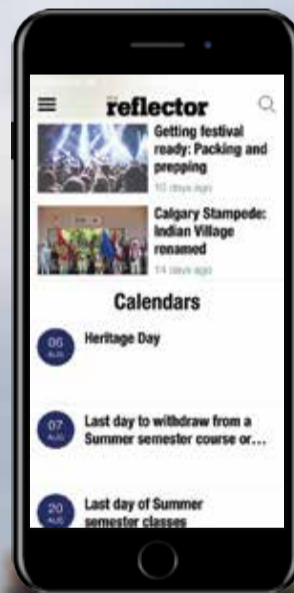 the
reflector
Getting festival
ready: Packing and
prepping
10 days ago
Calgary Stampede:
Indian Village
renamed
14 days ago
Calendars
06
AUG
Heritage Day
07
AUG
Last day to withdraw from a
Summer semester course or…
20
AUG
Last day of Summer
semester classes